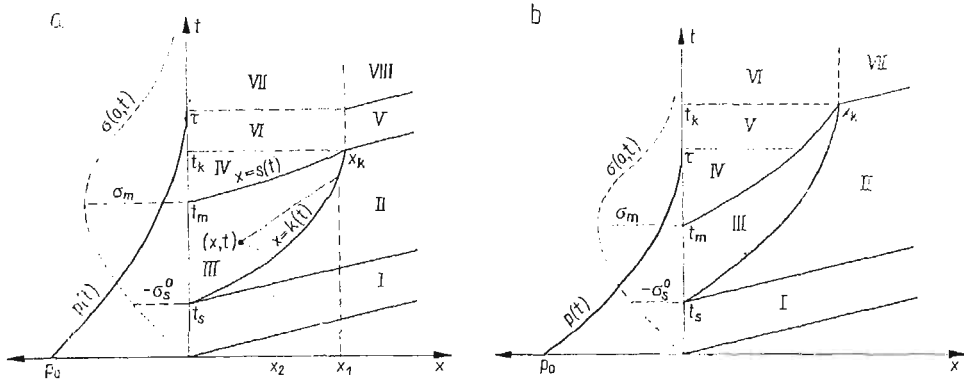 a
t
VIII
VII
σ(0,t)
τ
VI
V
t_k
IV
x=s(t)
x_k
σ_m
t_m
II
(x,t)
x=k(t)
III
I
p(t)
-σ_s^0
t_s
p_0
x_2
x_1
x
b
t
VII
VI
t_k
x_k
V
σ(0,t)
τ
IV
II
σ_m
t_m
III
-σ_s^0
p(t)
t_s
I
p_0
x